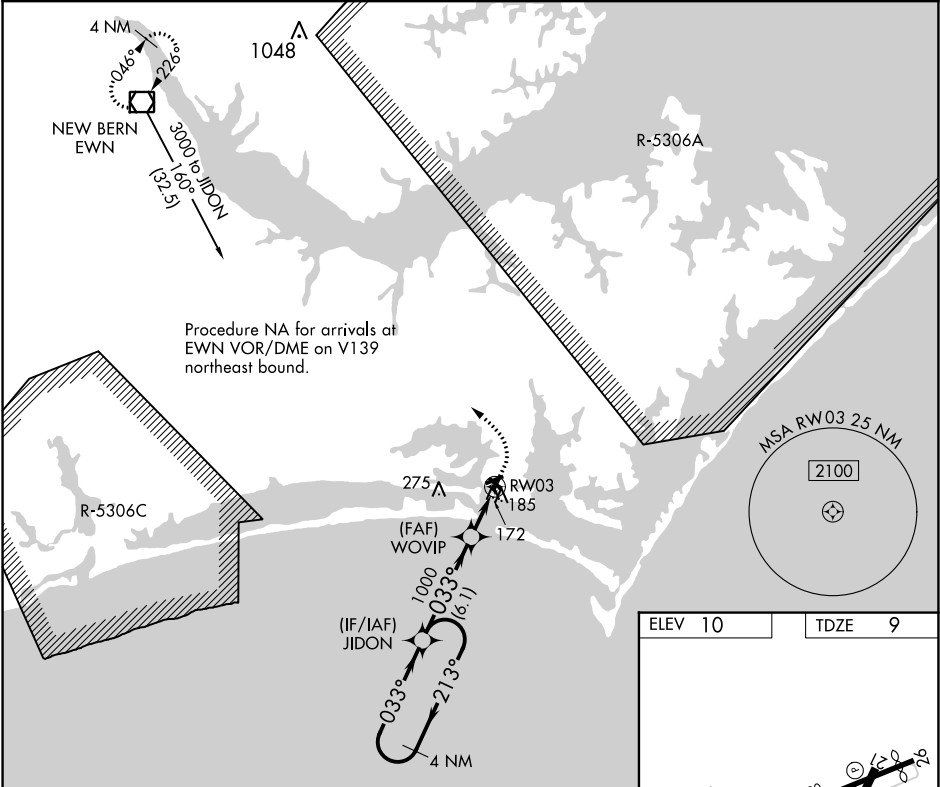 4 NM
1048
046°
226°
NEW BERN
EWN
3000 to JIDON
160°
(32.5)
R-5306A
Procedure NA for arrivals at
EWN VOR/DME on V139
northeast bound.
MSA RW03 25 NM
2100
R-5306C
275
RW03
185
(FAF)
WOVIP
172
1000
033°
(6.1)
(IF/IAF)
JIDON
033°
213°
4 NM
ELEV 10
TDZE 9
P
21
26